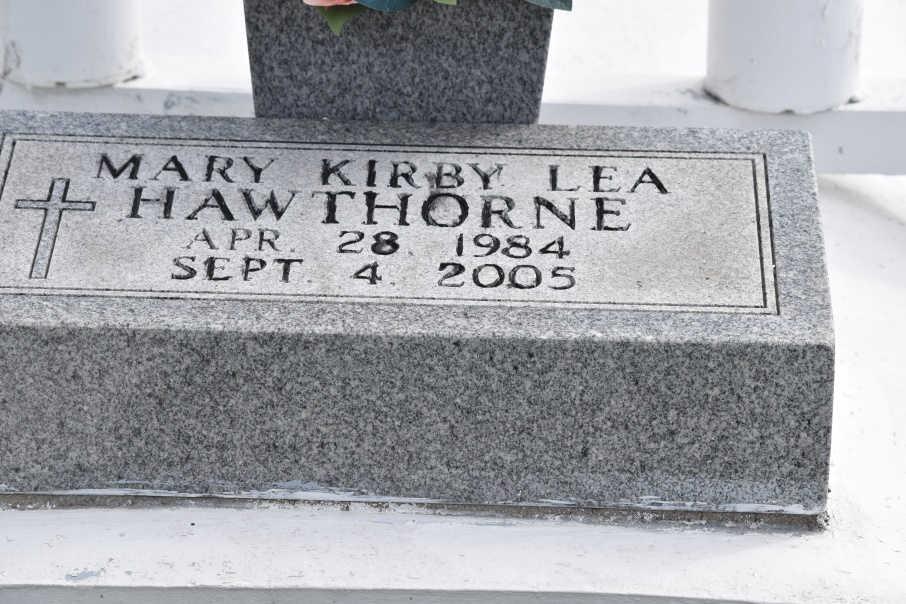 MARY KIRBY LEA
HAWTHORNE
APR. 28 1984
SEPT. 4 2005